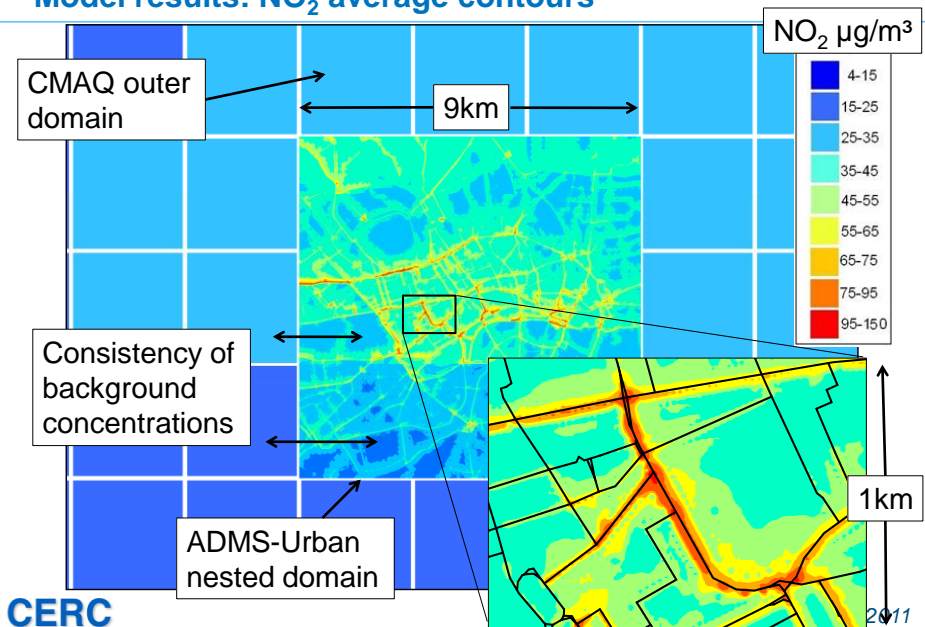 Model results: NO₂ average contours
NO₂ µg/m³
CMAQ outer
domain
9km
4-15
15-25
25-35
35-45
45-55
55-65
65-75
75-95
95-150
Consistency of
background
concentrations
1km
ADMS-Urban
nested domain
CERC
2011